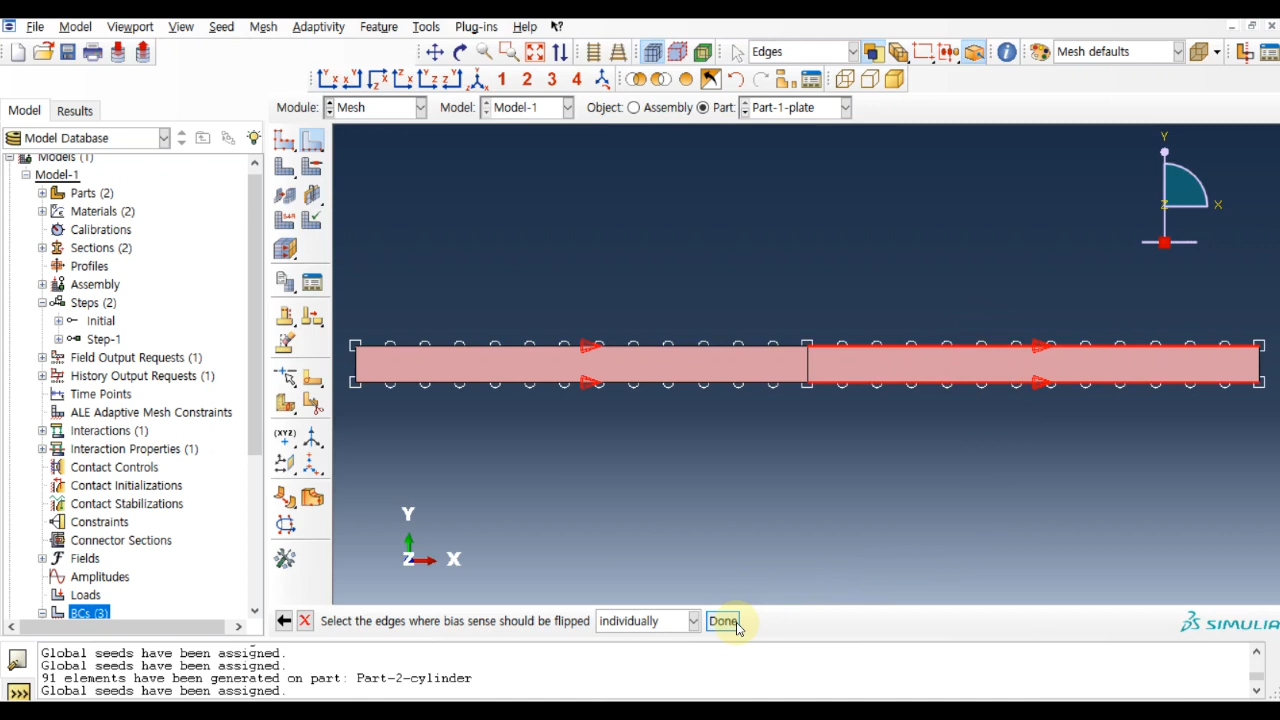 File Model Viewport View Seed Mesh Adaptivity Feature Tools Plug-ins Help
Edges Mesh defaults
1 2 3 4
Model Results
Module: Mesh Model: Model-1 Object: Assembly Part: Part-1-plate
Model Database
Models (1)
Model-1
Parts (2)
Materials (2)
Calibrations
Sections (2)
Profiles
Assembly
Steps (2)
Initial
Step-1
Field Output Requests (1)
History Output Requests (1)
Time Points
ALE Adaptive Mesh Constraints
Interactions (1)
Interaction Properties (1)
Contact Controls
Contact Initializations
Contact Stabilizations
Constraints
Connector Sections
Fields
Amplitudes
Loads
BCs (3)
(XYZ)
Y
Z X
Y
Z X
Select the edges where bias sense should be flipped individually Done
SIMULIA
Global seeds have been assigned.
Global seeds have been assigned.
91 elements have been generated on part: Part-2-cylinder
Global seeds have been assigned.
>>>